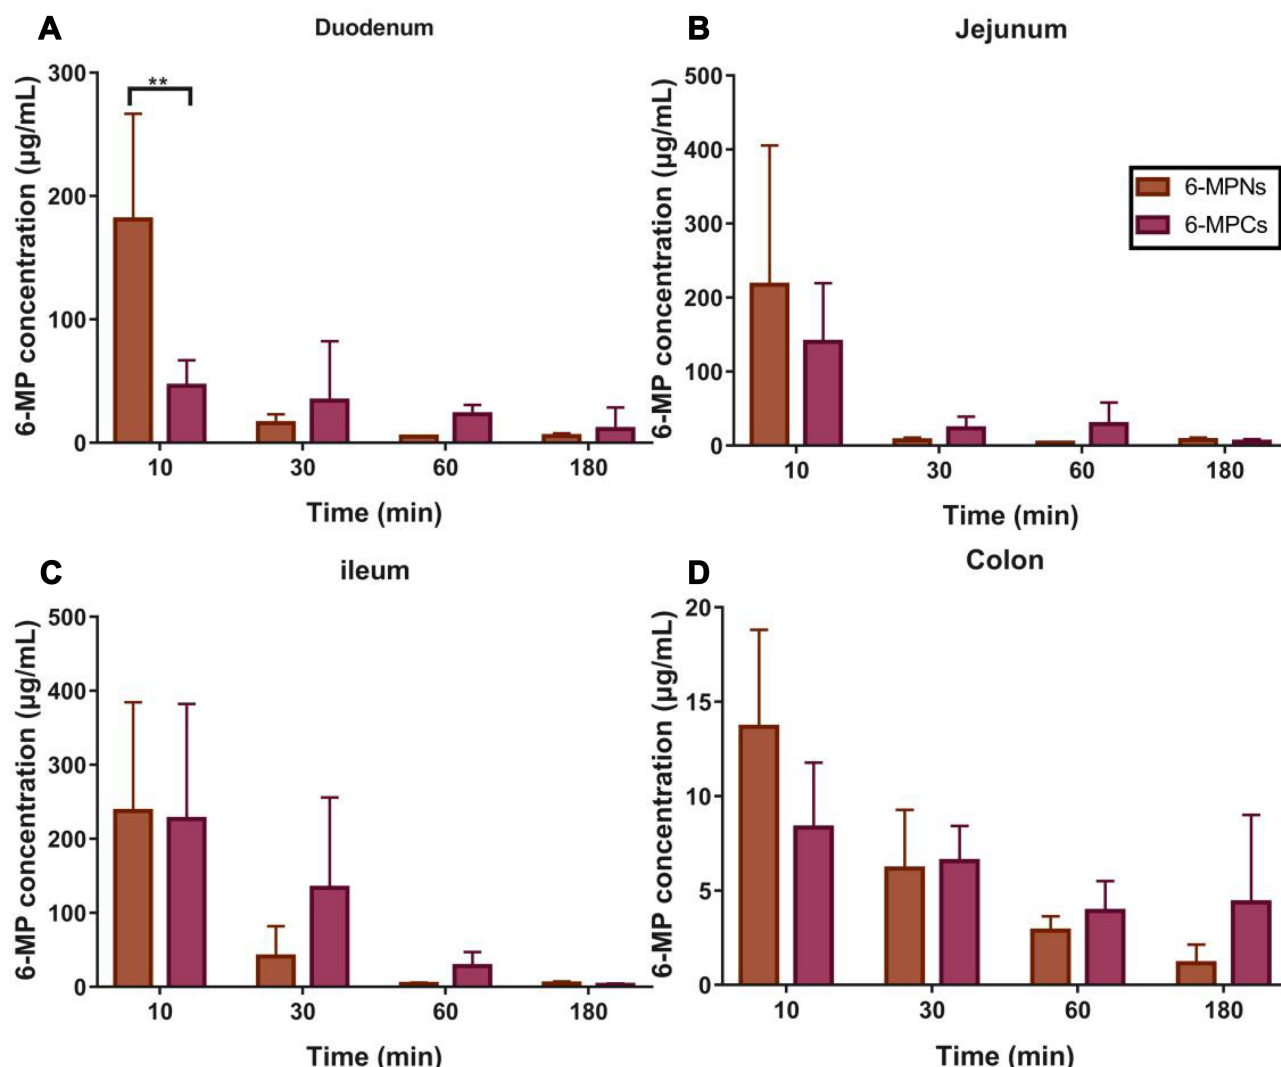 A
Duodenum
6-MP concentration (µg/mL)
300
200
100
0
**
10 30 60 180
Time (min)
B
Jejunum
6-MP concentration (µg/mL)
500
400
300
200
100
0
6-MPNs
6-MPCs
10 30 60 180
Time (min)
C
ileum
6-MP concentration (µg/mL)
500
400
300
200
100
0
10 30 60 180
Time (min)
D
Colon
6-MP concentration (µg/mL)
20
15
10
5
0
10 30 60 180
Time (min)